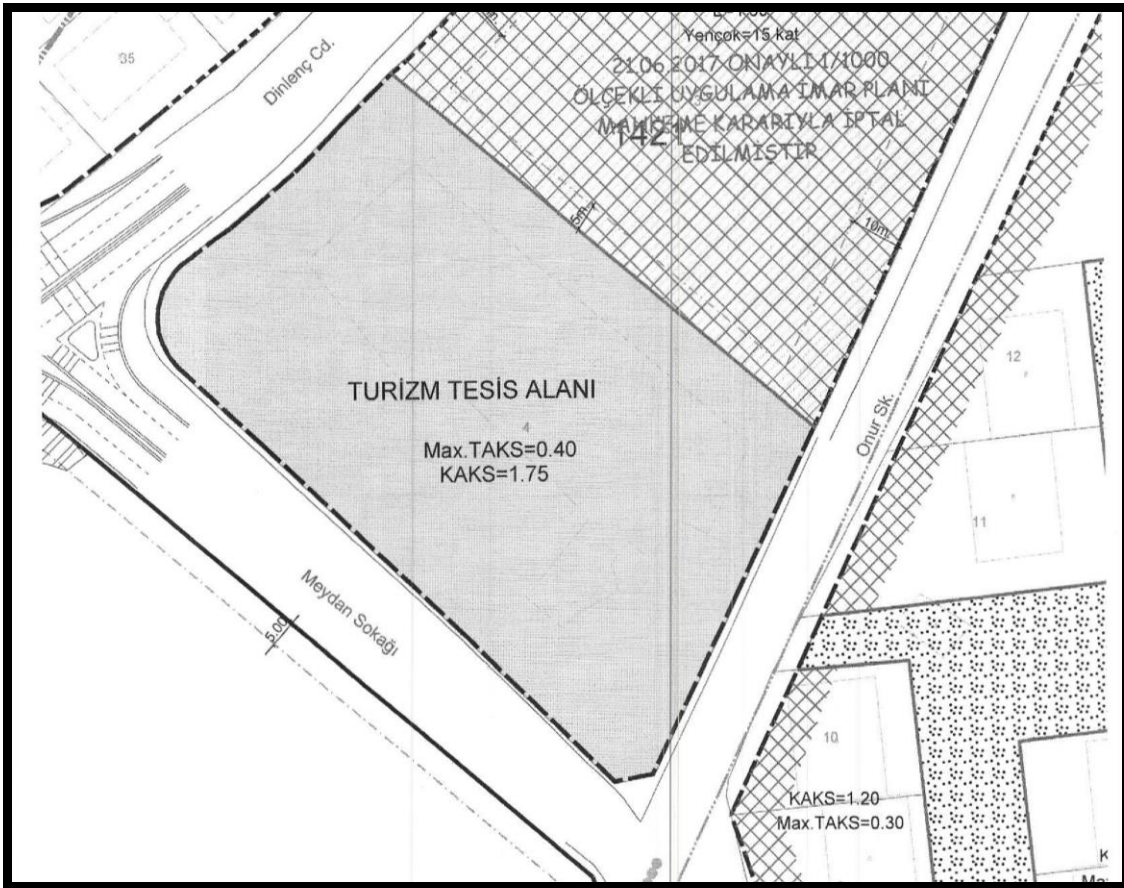 Yençok=15 kat
21.06.2017 ONAYLI 1/1000
ÖLÇEKLİ UYGULAMA İMAR PLANI
MAHKEME KARARIYLA İPTAL
EDİLMİŞTİR
1421
35
Dinlenç Cd.
5m.
10m.
12
TURİZM TESİS ALANI
4
Max.TAKS=0.40
KAKS=1.75
Onur Sk.
11
Meydan Sokağı
5.00
10
KAKS=1.20
Max.TAKS=0.30